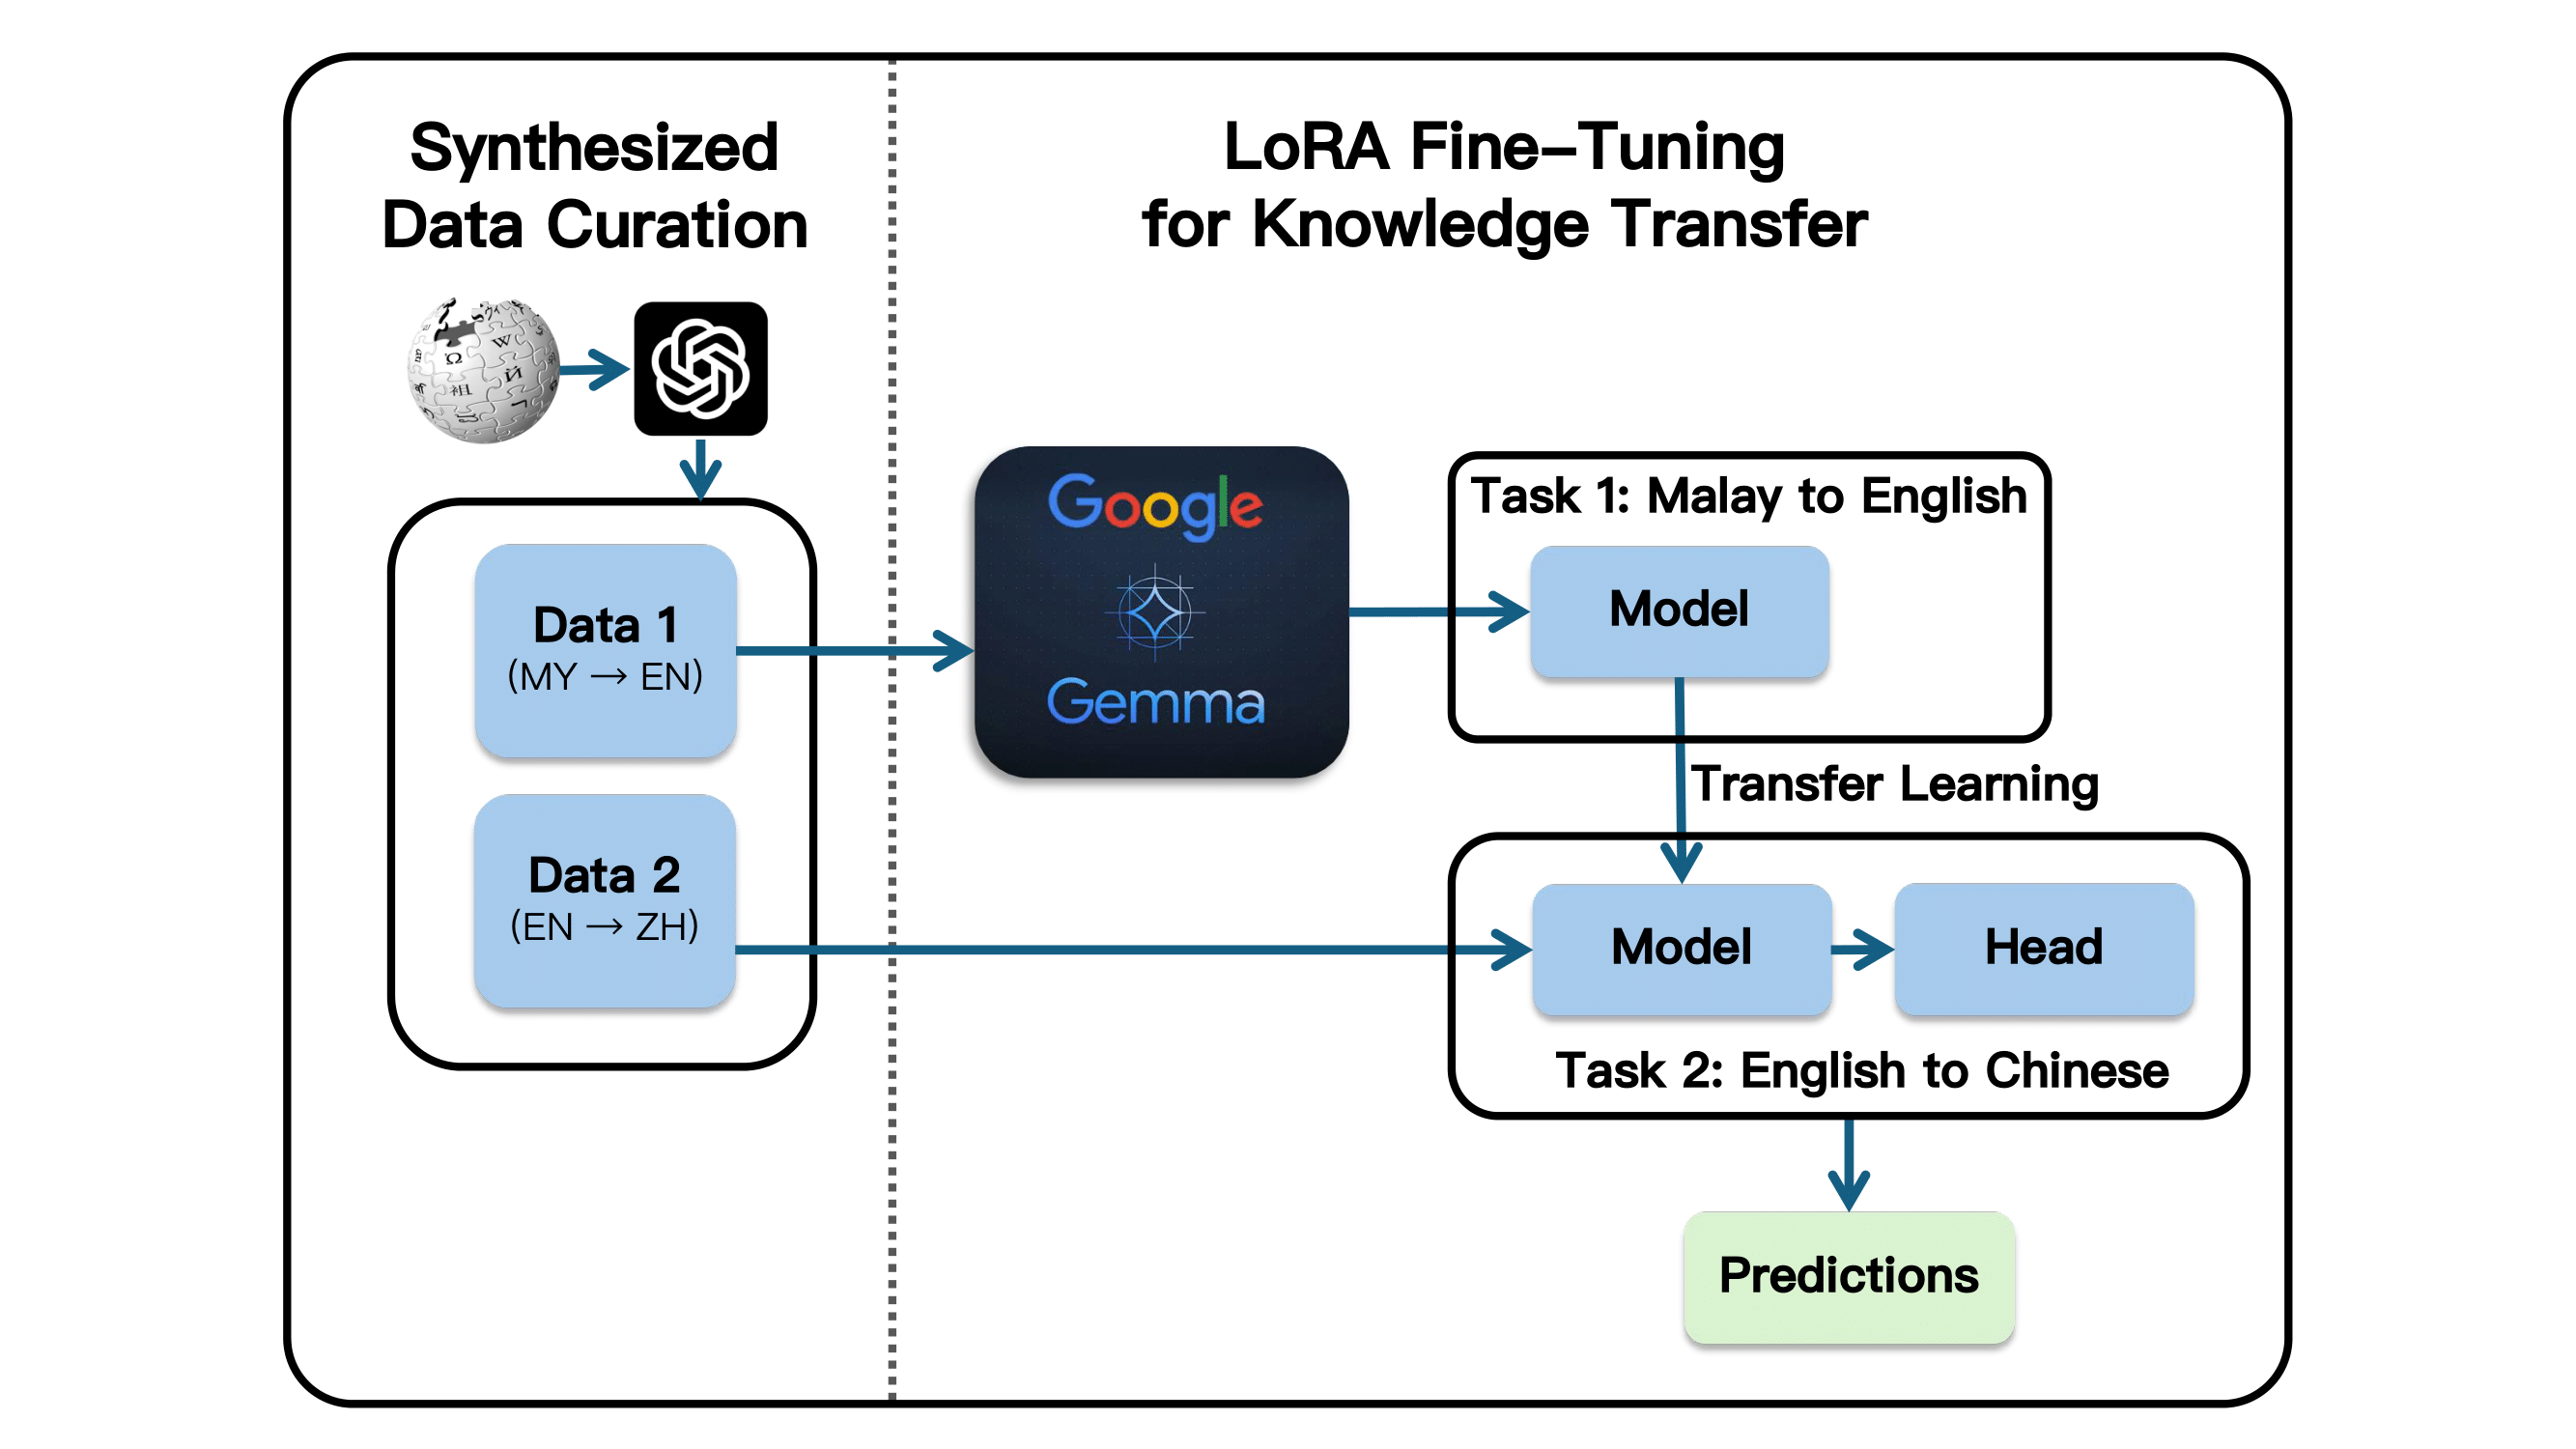 Synthesized
Data Curation
LoRA Fine-Tuning
for Knowledge Transfer
W
Ω
И
祖
Data 1
(MY → EN)
Data 2
(EN → ZH)
Google
Gemma
Task 1: Malay to English
Model
Transfer Learning
Model
Head
Task 2: English to Chinese
Predictions